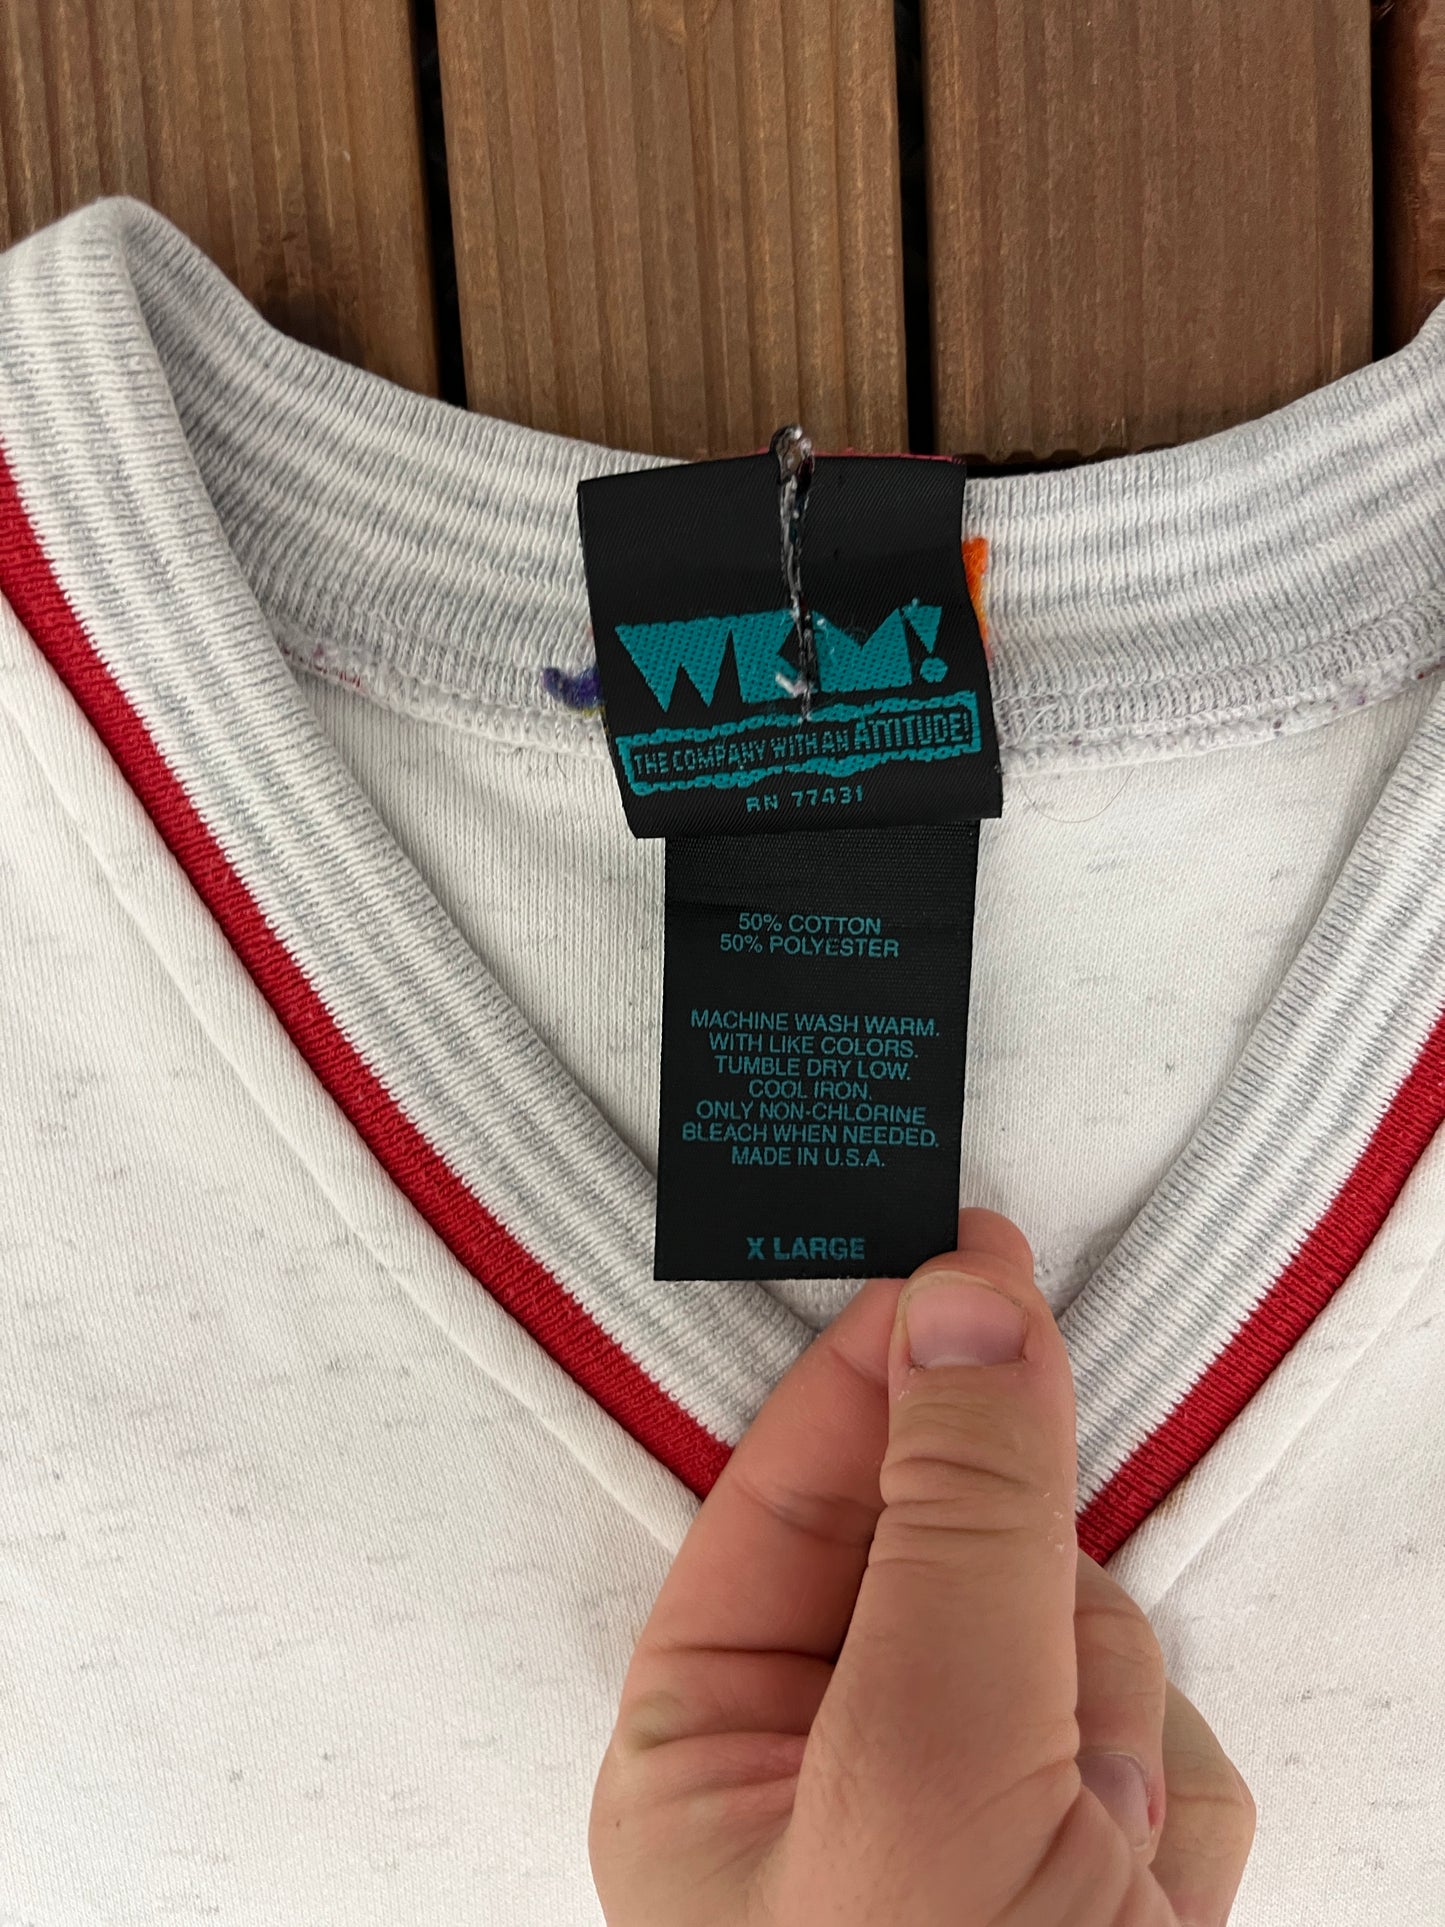 WKM!
THE COMPANY WITH AN ATTITUDE!
RN 77431
50% COTTON
50% POLYESTER
MACHINE WASH WARM.
WITH LIKE COLORS.
TUMBLE DRY LOW.
COOL IRON.
ONLY NON-CHLORINE
BLEACH WHEN NEEDED.
MADE IN U.S.A.
X LARGE